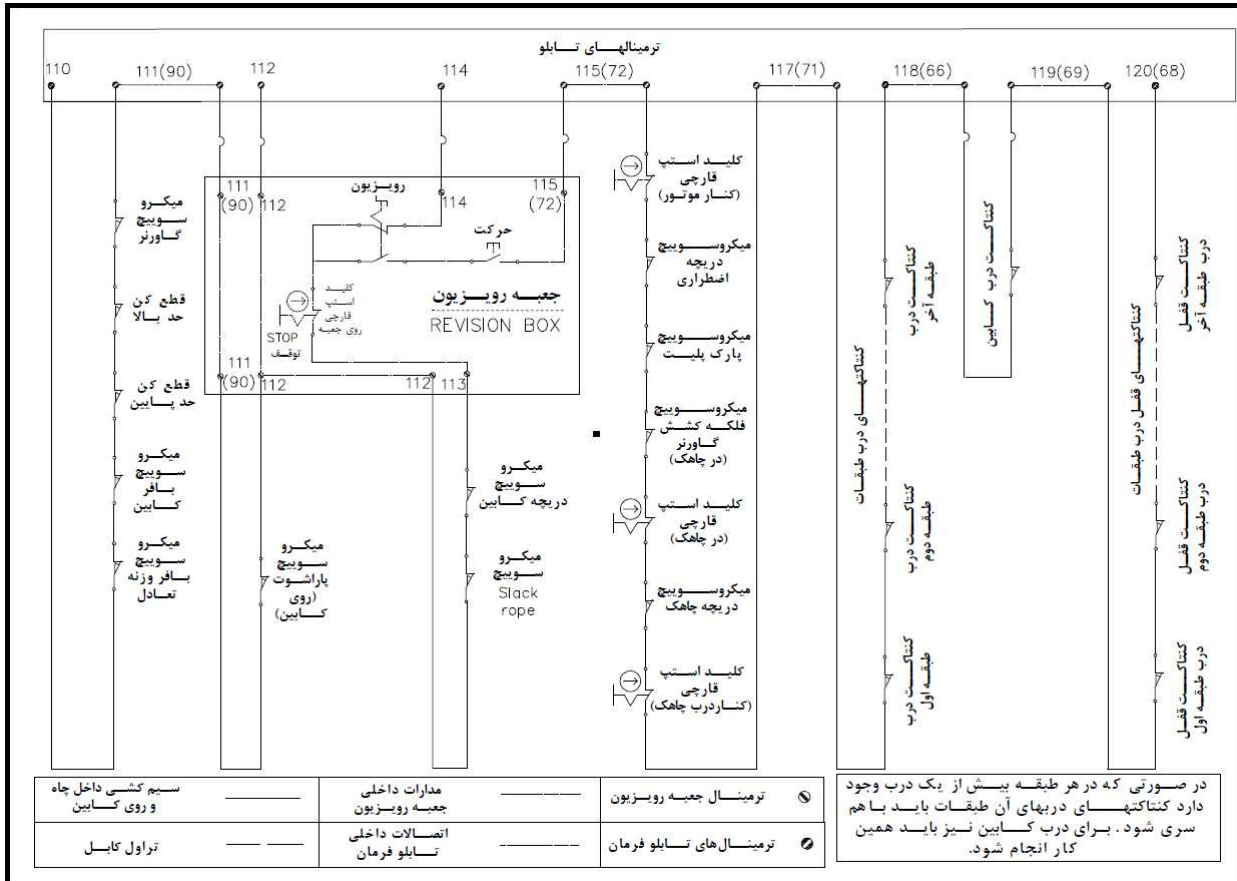 ترمینالهای تابلو
110
111(90)
112
114
115(72)
117(71)
118(66)
119(69)
120(68)
میکرو
سوییچ
گاورنر
قطع کن
حد بالا
قطع کن
حد پایین
میکرو
سوییچ
بافر
کابین
میکرو
سوییچ
بافر وزنه
تعادل
111
(90)
112
رویزیون
114
115
(72)
حرکت
کلید
استپ
قارچی
روی جعبه
STOP
توقف
جعبه رویزیون
REVISION BOX
111
(90)
112
112
113
میکرو
سوییچ
پاراشوت
(روی
کابین)
میکرو
سوییچ
دریچه کابین
میکرو
سوییچ
Slack
rope
کلید استپ
قارچی
(کنار موتور)
میکروسوییچ
دریچه
اضطراری
میکروسوییچ
پارک پلیت
میکروسوییچ
فلکه کشش
گاورنر
(در چاهک)
کلید استپ
قارچی
(در چاهک)
میکروسوییچ
دریچه چاهک
کلید استپ
قارچی
(کناردرب چاهک)
کنتاکتهای درب طبقات
کنتاکت درب
طبقه آخر
کنتاکت درب
طبقه دوم
کنتاکت درب
طبقه اول
کنتاکت درب کابین
کنتاکتهای قفل درب طبقات
کنتاکت قفل
درب طبقه آخر
کنتاکت قفل
درب طبقه دوم
کنتاکت قفل
درب طبقه اول
ترمینال جعبه رویزیون
مدارات داخلی
جعبه رویزیون
سیم کشی داخل چاه
و روی کابین
ترمینال های تابلو فرمان
اتصالات داخلی
تابلو فرمان
تراول کابل
در صورتی که در هر طبقه بیش از یک درب وجود
دارد کنتاکتهای دربهای آن طبقات باید با هم
سری شود. برای درب کابین نیز باید همین
کار انجام شود.